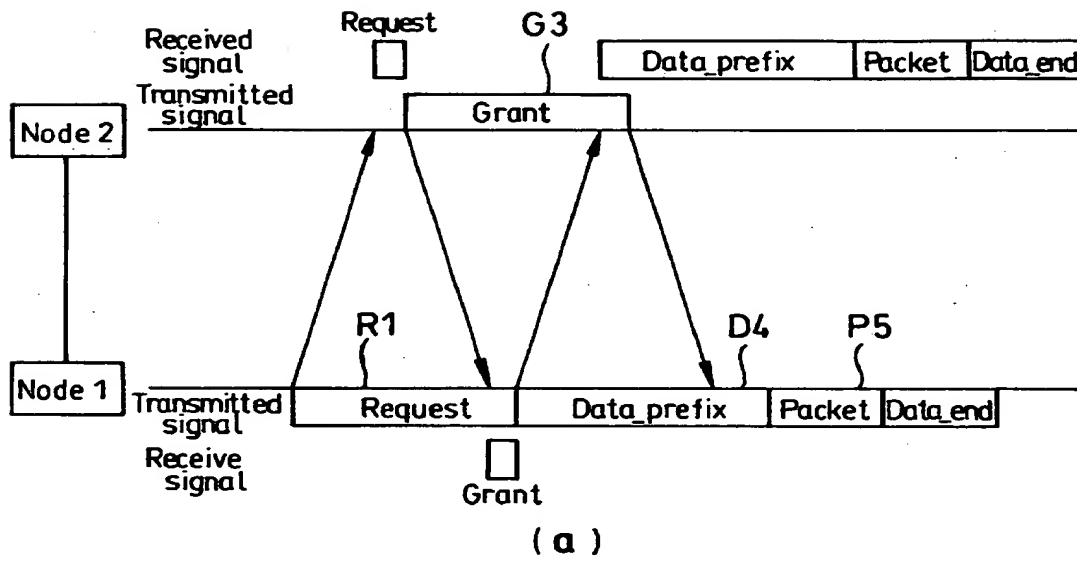 Request
G3
Received
signal
Data_prefix
Packet
Data_end
Transmitted
signal
Grant
Node 2
R1
D4
P5
Node 1
Transmitted
signal
Request
Data_prefix
Packet
Data_end
Receive
signal
Grant
(a)